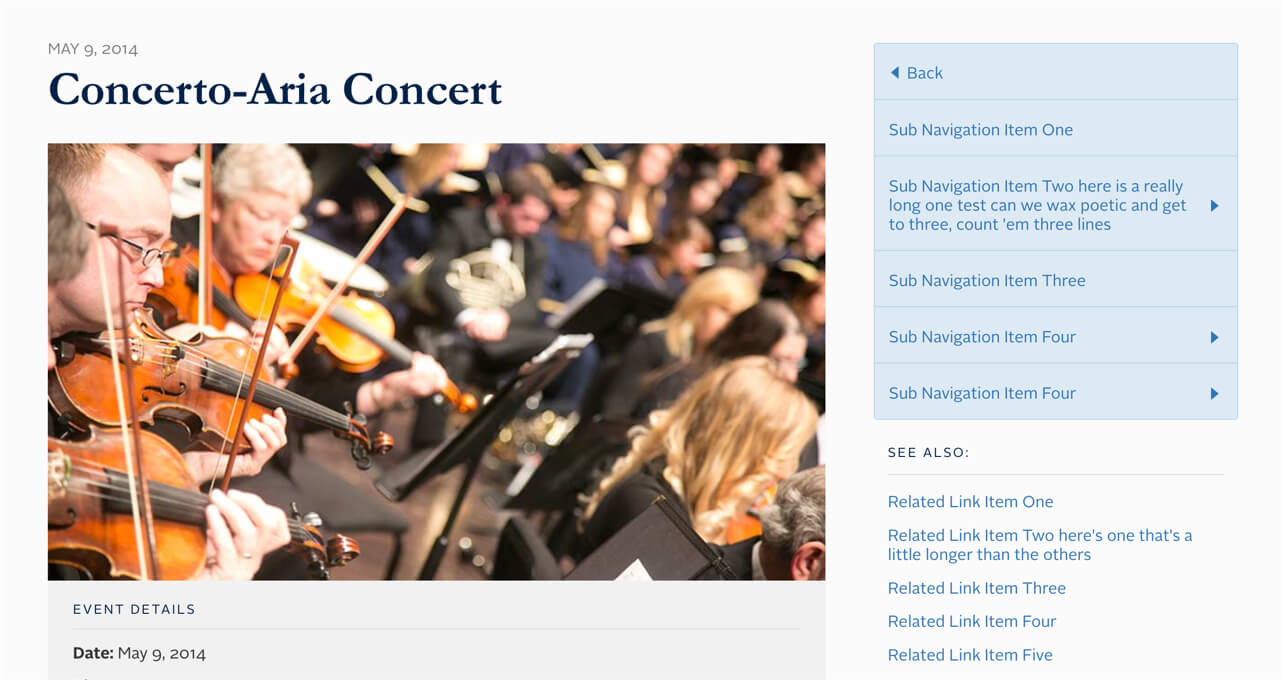 MAY 9, 2014
Concerto-Aria Concert
EVENT DETAILS
Date: May 9, 2014
Back
Sub Navigation Item One
Sub Navigation Item Two here is a really
long one test can we wax poetic and get
to three, count 'em three lines
Sub Navigation Item Three
Sub Navigation Item Four
Sub Navigation Item Four
SEE ALSO:
Related Link Item One
Related Link Item Two here's one that's a
little longer than the others
Related Link Item Three
Related Link Item Four
Related Link Item Five